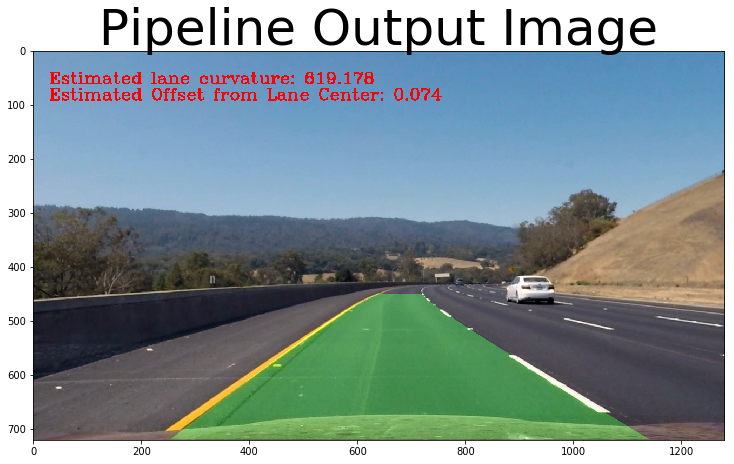 Pipeline Output Image
Estimated lane curvature: 619.178
Estimated Offset from Lane Center: 0.074
0
100
200
300
400
500
600
700
0 200 400 600 800 1000 1200